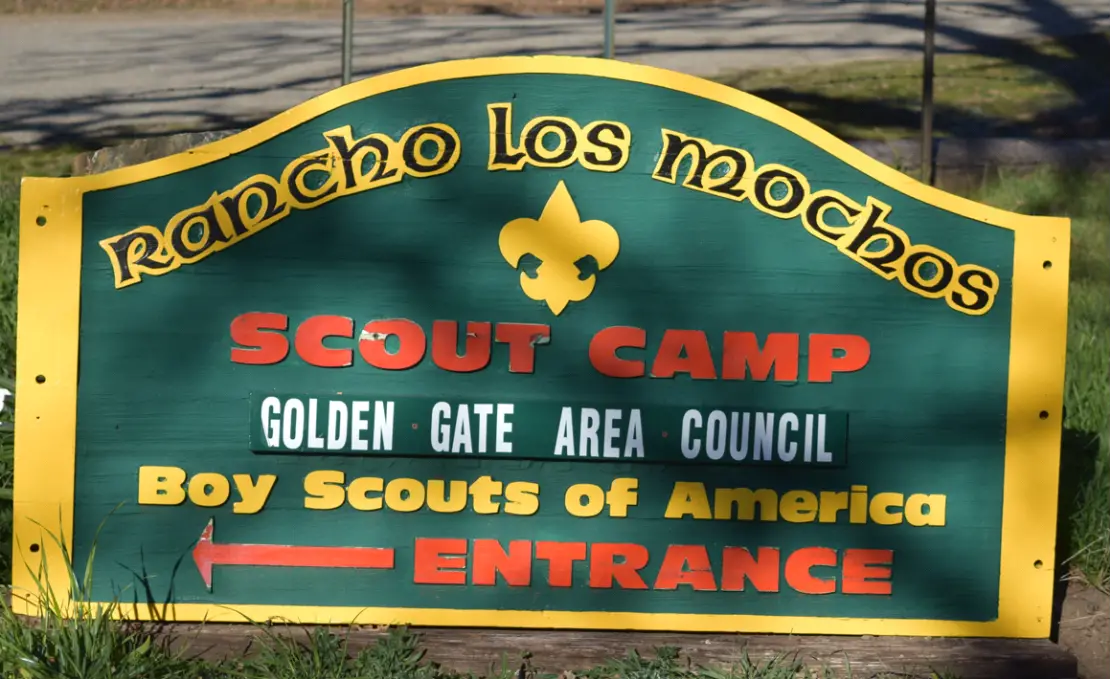 Rancho Los Mochos
SCOUT CAMP
GOLDEN GATE AREA COUNCIL
Boy Scouts of America
ENTRANCE